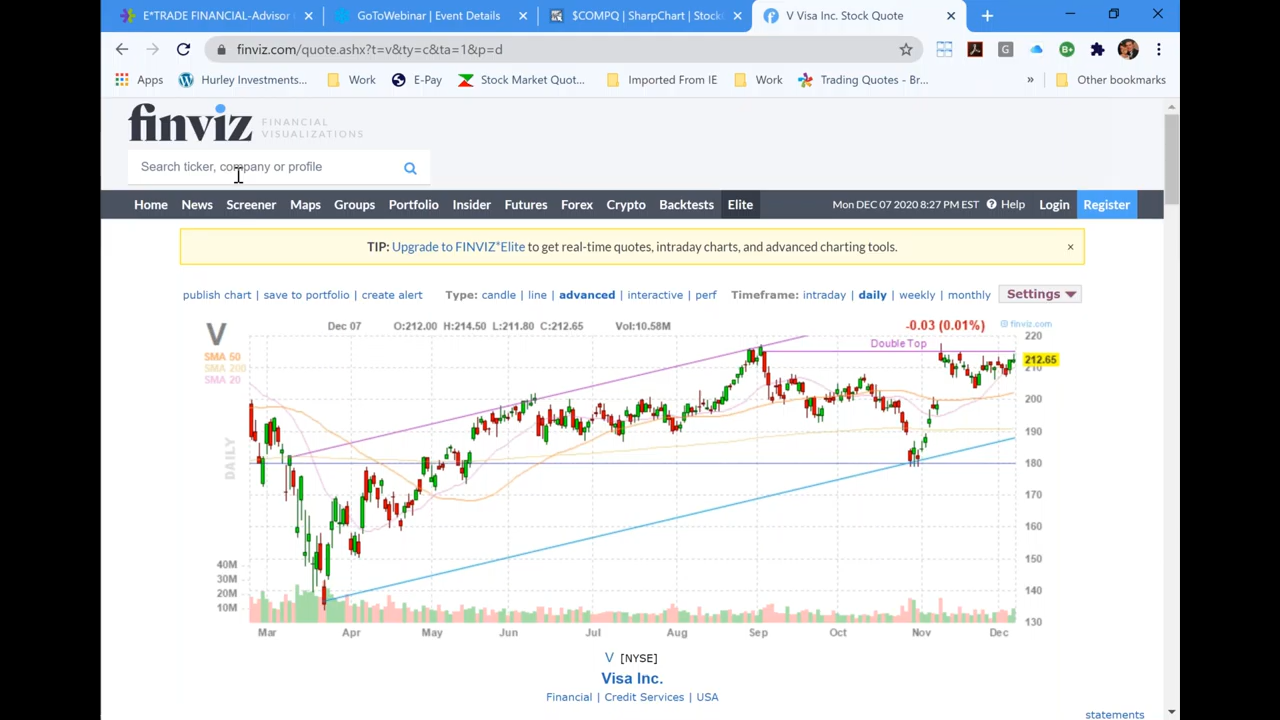 E*TRADE FINANCIAL-Advisor × GoToWebinar | Event Details × $COMPQ | SharpChart | Stock × V Visa Inc. Stock Quote × +
finviz.com/quote.ashx?t=v&ty=c&ta=1&p=d
Apps Hurley Investments... Work E-Pay Stock Market Quot... Imported From IE Work Trading Quotes - Br... » Other bookmarks
finviz FINANCIAL
VISUALIZATIONS
Search ticker, company or profile
Home News Screener Maps Groups Portfolio Insider Futures Forex Crypto Backtests Elite Mon DEC 07 2020 8:27 PM EST Help Login Register
TIP: Upgrade to FINVIZ*Elite to get real-time quotes, intraday charts, and advanced charting tools. ×
publish chart | save to portfolio | create alert Type: candle | line | advanced | interactive | perf Timeframe: intraday | daily | weekly | monthly Settings
V Dec 07 O:212.00 H:214.50 L:211.80 C:212.65 Vol:10.58M -0.03 (0.01%) © finviz.com
SMA 50
SMA 200
SMA 20
Double Top
DAILY
220
212.65
210
200
190
180
170
160
150
140
130
40M
30M
20M
10M
Mar Apr May Jun Jul Aug Sep Oct Nov Dec
V [NYSE]
Visa Inc.
Financial | Credit Services | USA
statements